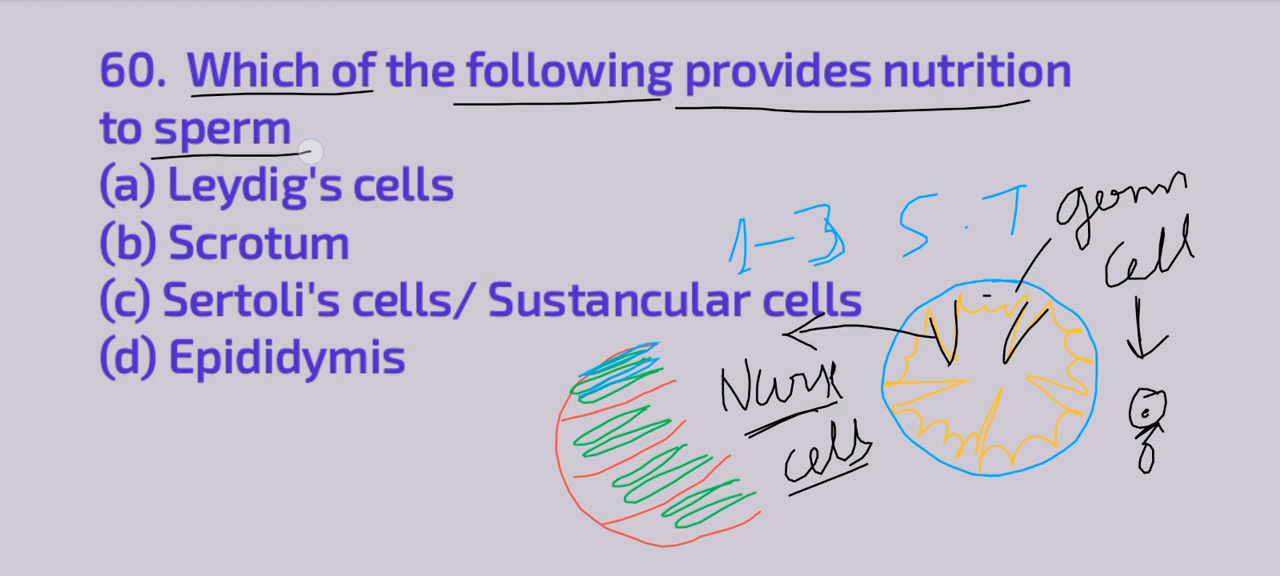 60. Which of the following provides nutrition
to sperm
(a) Leydig's cells
(b) Scrotum
(c) Sertoli's cells/ Sustancular cells
(d) Epididymis
1-3 S.T
germ
cell
Nurse
cells